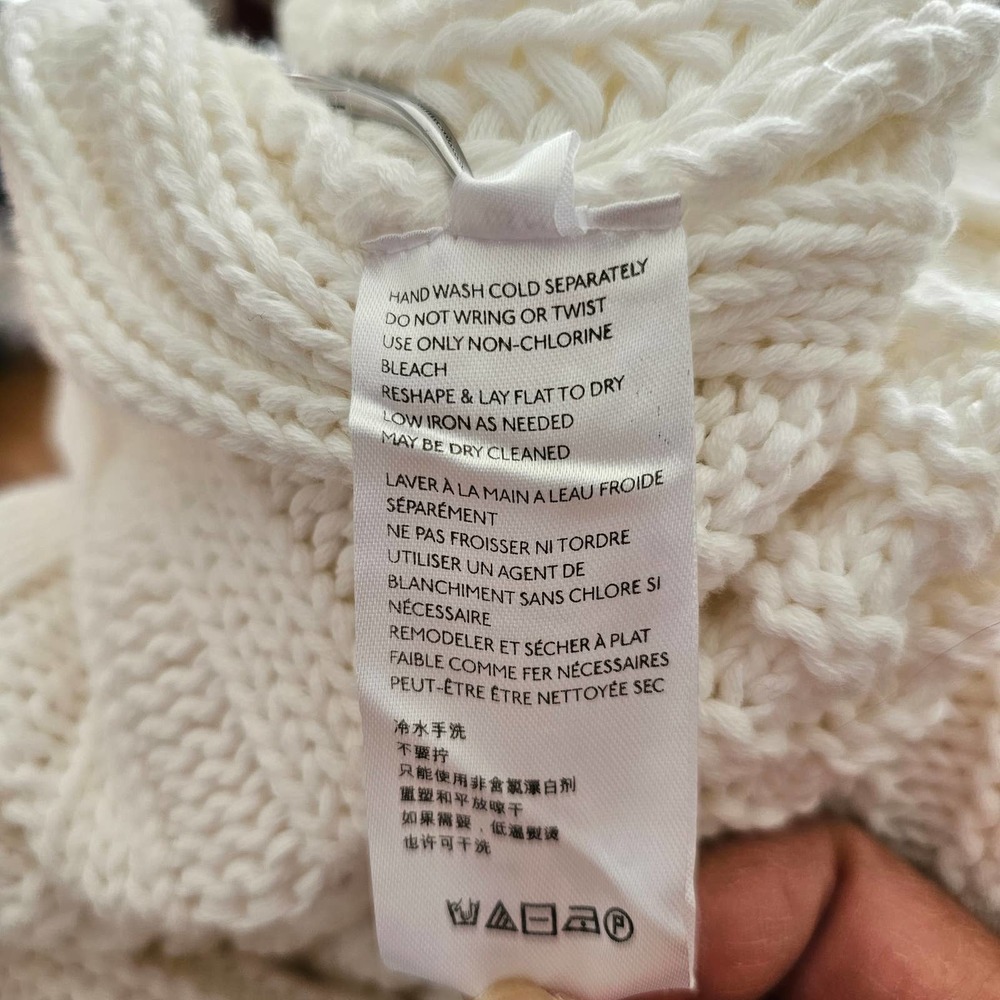 HAND WASH COLD SEPARATELY
DO NOT WRING OR TWIST
USE ONLY NON-CHLORINE
BLEACH
RESHAPE & LAY FLAT TO DRY
LOW IRON AS NEEDED
MAY BE DRY CLEANED
LAVER À LA MAIN A LEAU FROIDE
SÉPARÉMENT
NE PAS FROISSER NI TORDRE
UTILISER UN AGENT DE
BLANCHIMENT SANS CHLORE SI
NÉCESSAIRE
REMODELER ET SÉCHER À PLAT
FAIBLE COMME FER NÉCESSAIRES
PEUT-ÊTRE ÊTRE NETTOYÉE SEC
冷水手洗
不要拧
只能使用非含氯漂白剂
重塑和平放晾干
如果需要﹐低温熨烫
也许可干洗
P